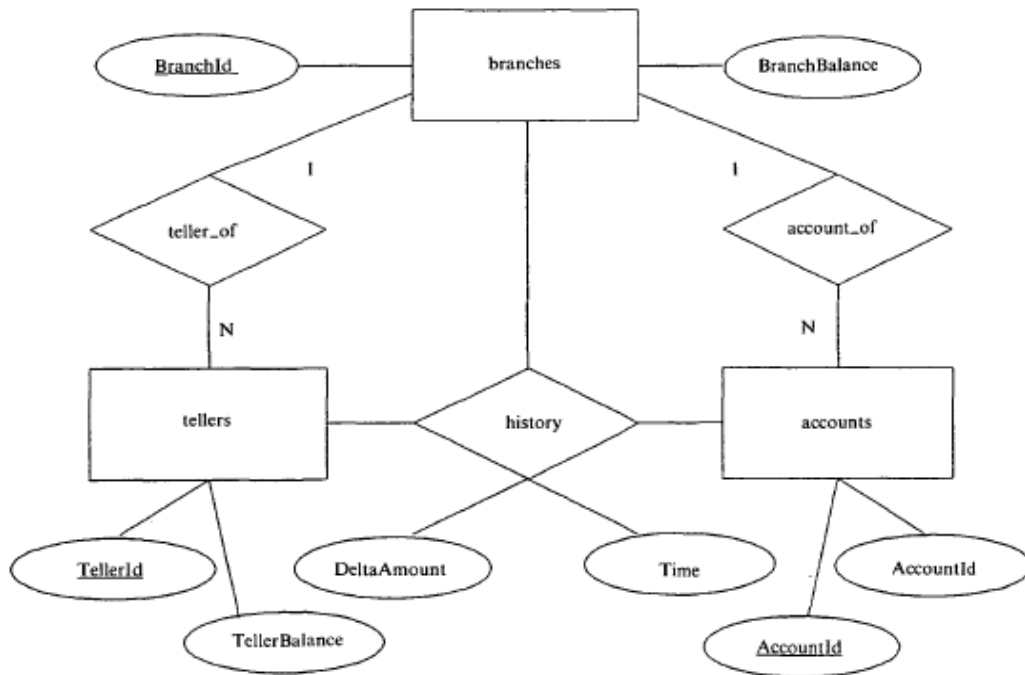 BranchId
branches
BranchBalance
1
1
teller_of
account_of
N
N
tellers
history
accounts
TellerId
DeltaAmount
Time
AccountId
TellerBalance
AccountId